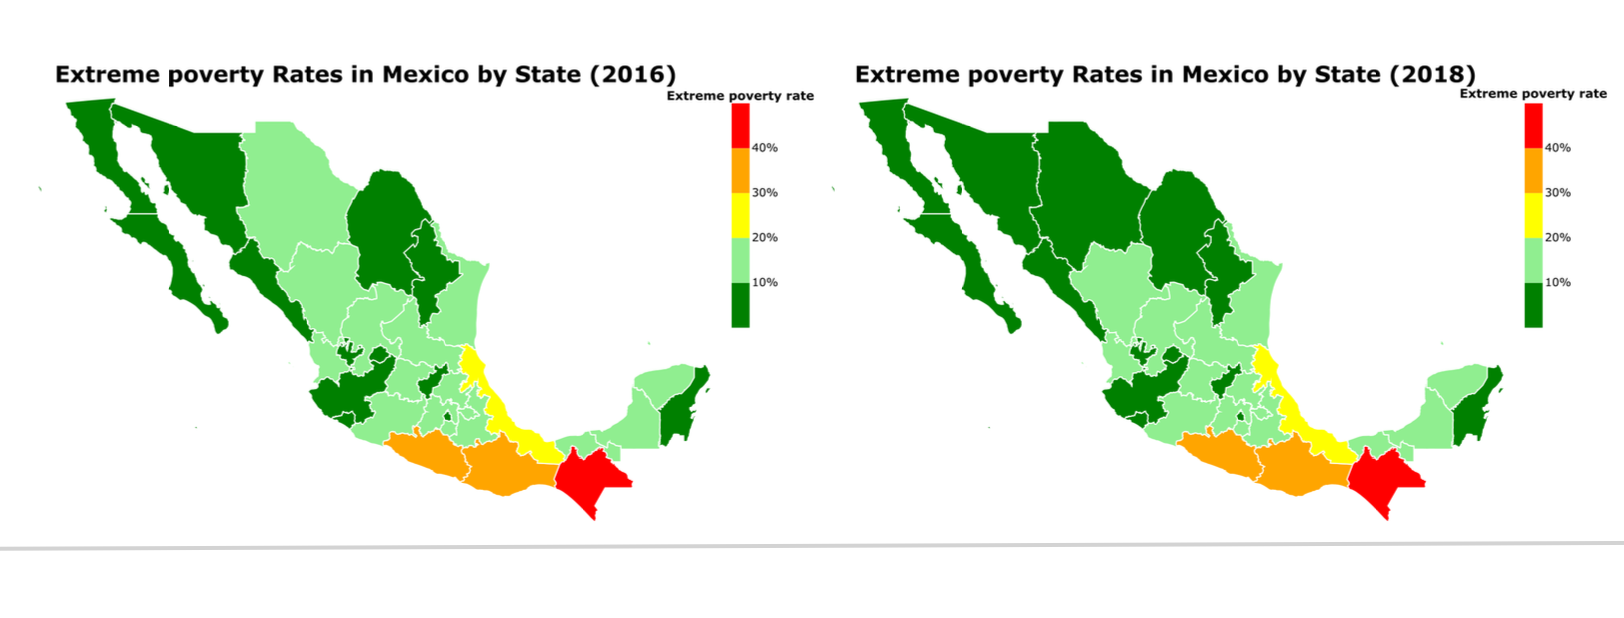 Extreme poverty Rates in Mexico by State (2016)
Extreme poverty rate
40%
30%
20%
10%
Extreme poverty Rates in Mexico by State (2018)
Extreme poverty rate
40%
30%
20%
10%